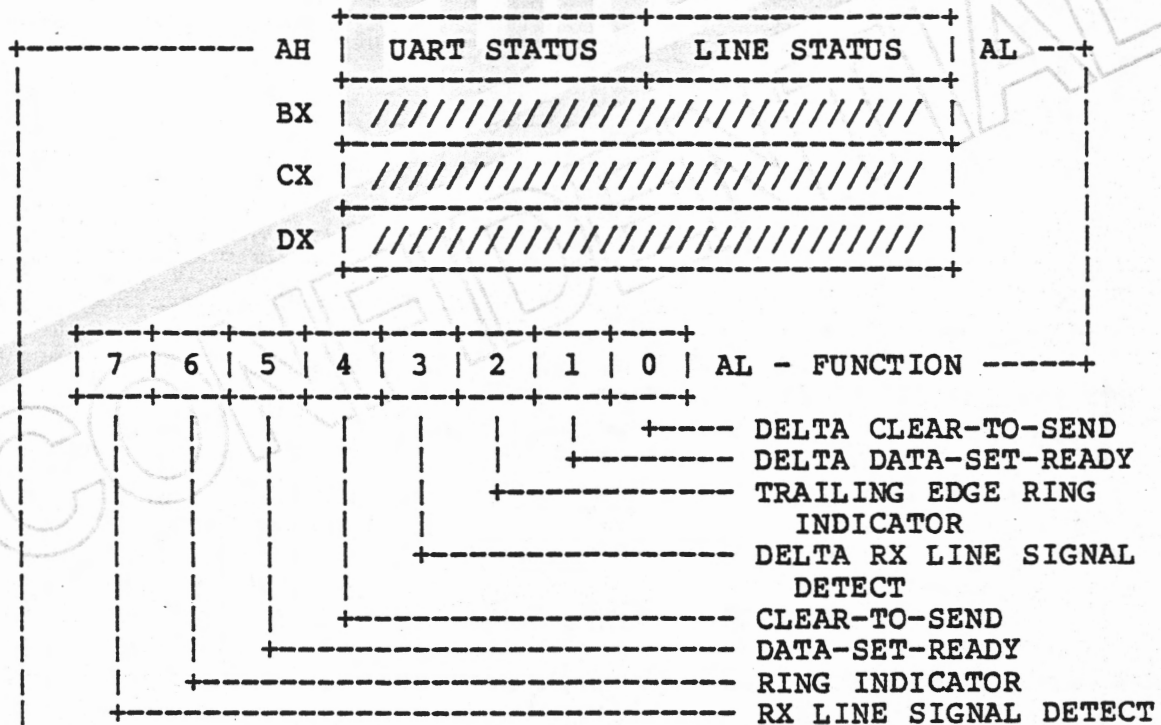 AH | UART STATUS | LINE STATUS | AL
BX | ///////////////////////// |
CX | ///////////////////////// |
DX | ///////////////////////// |
| 7 | 6 | 5 | 4 | 3 | 2 | 1 | 0 | AL - FUNCTION
DELTA CLEAR-TO-SEND
DELTA DATA-SET-READY
TRAILING EDGE RING
INDICATOR
DELTA RX LINE SIGNAL
DETECT
CLEAR-TO-SEND
DATA-SET-READY
RING INDICATOR
RX LINE SIGNAL DETECT
CONFIDENTIAL